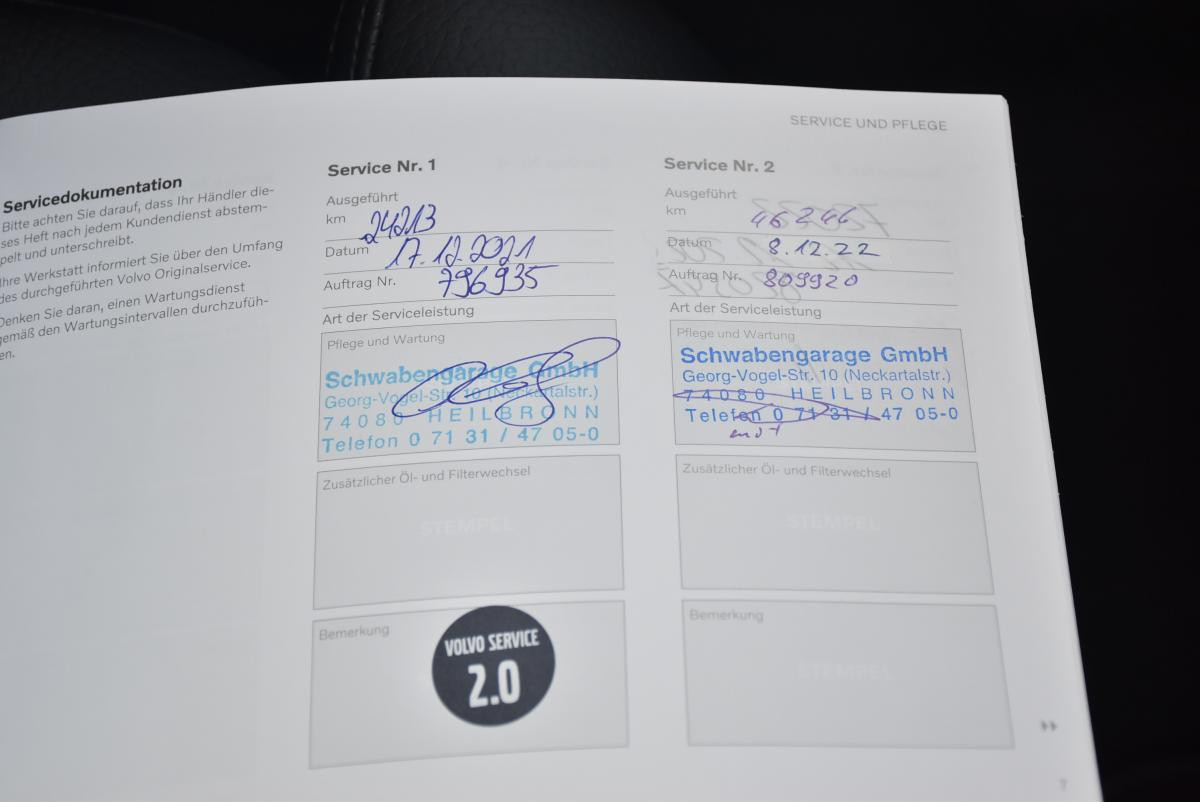 SERVICE UND PFLEGE
Servicedokumentation
Bitte achten Sie darauf, dass Ihr Händler die-
ses Heft nach jedem Kundendienst abstem-
pelt und unterschreibt.
Ihre Werkstatt informiert Sie über den Umfang
des durchgeführten Volvo Originalservice.
Denken Sie daran, einen Wartungsdienst
gemäß den Wartungsintervallen durchzufüh-
en.
Service Nr. 1
Ausgeführt
km 24213
Datum 17.12.2021
Auftrag Nr. 796935
Art der Serviceleistung
Pflege und Wartung
Schwabengarage GmbH
Georg-Vogel-Str. 10 (Neckartalstr.)
74080 HEILBRONN
Telefon 0 71 31 / 47 05-0
Zusätzlicher Öl- und Filterwechsel
STEMPEL
Bemerkung
VOLVO SERVICE
2.0
Service Nr. 2
Ausgeführt
km 46246
Datum 8.12.22
Auftrag Nr. 809920
Art der Serviceleistung
Pflege und Wartung
Schwabengarage GmbH
Georg-Vogel-Str. 10 (Neckartalstr.)
74080 HEILBRONN
Telefon 0 71 31 / 47 05-0
Zusätzlicher Öl- und Filterwechsel
STEMPEL
Bemerkung
STEMPEL
7